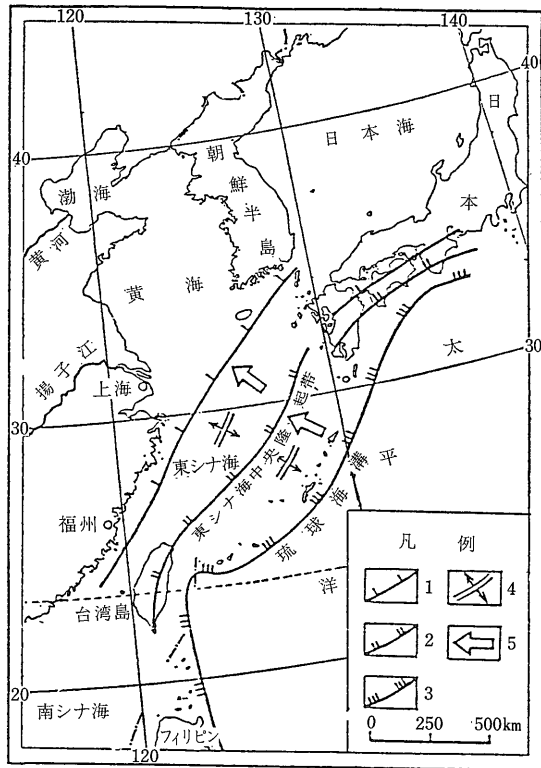 120
130
140
40
日
本
日本海
朝
鮮
半
島
40
渤海
黄河
黄海
太
30
揚子江
上海
30
起帯
東シナ海
東シナ海中央隆
琉球海溝
平
福州
洋
台湾島
20
南シナ海
フィリピン
120
凡例
1
4
2
5
3
0 250 500km